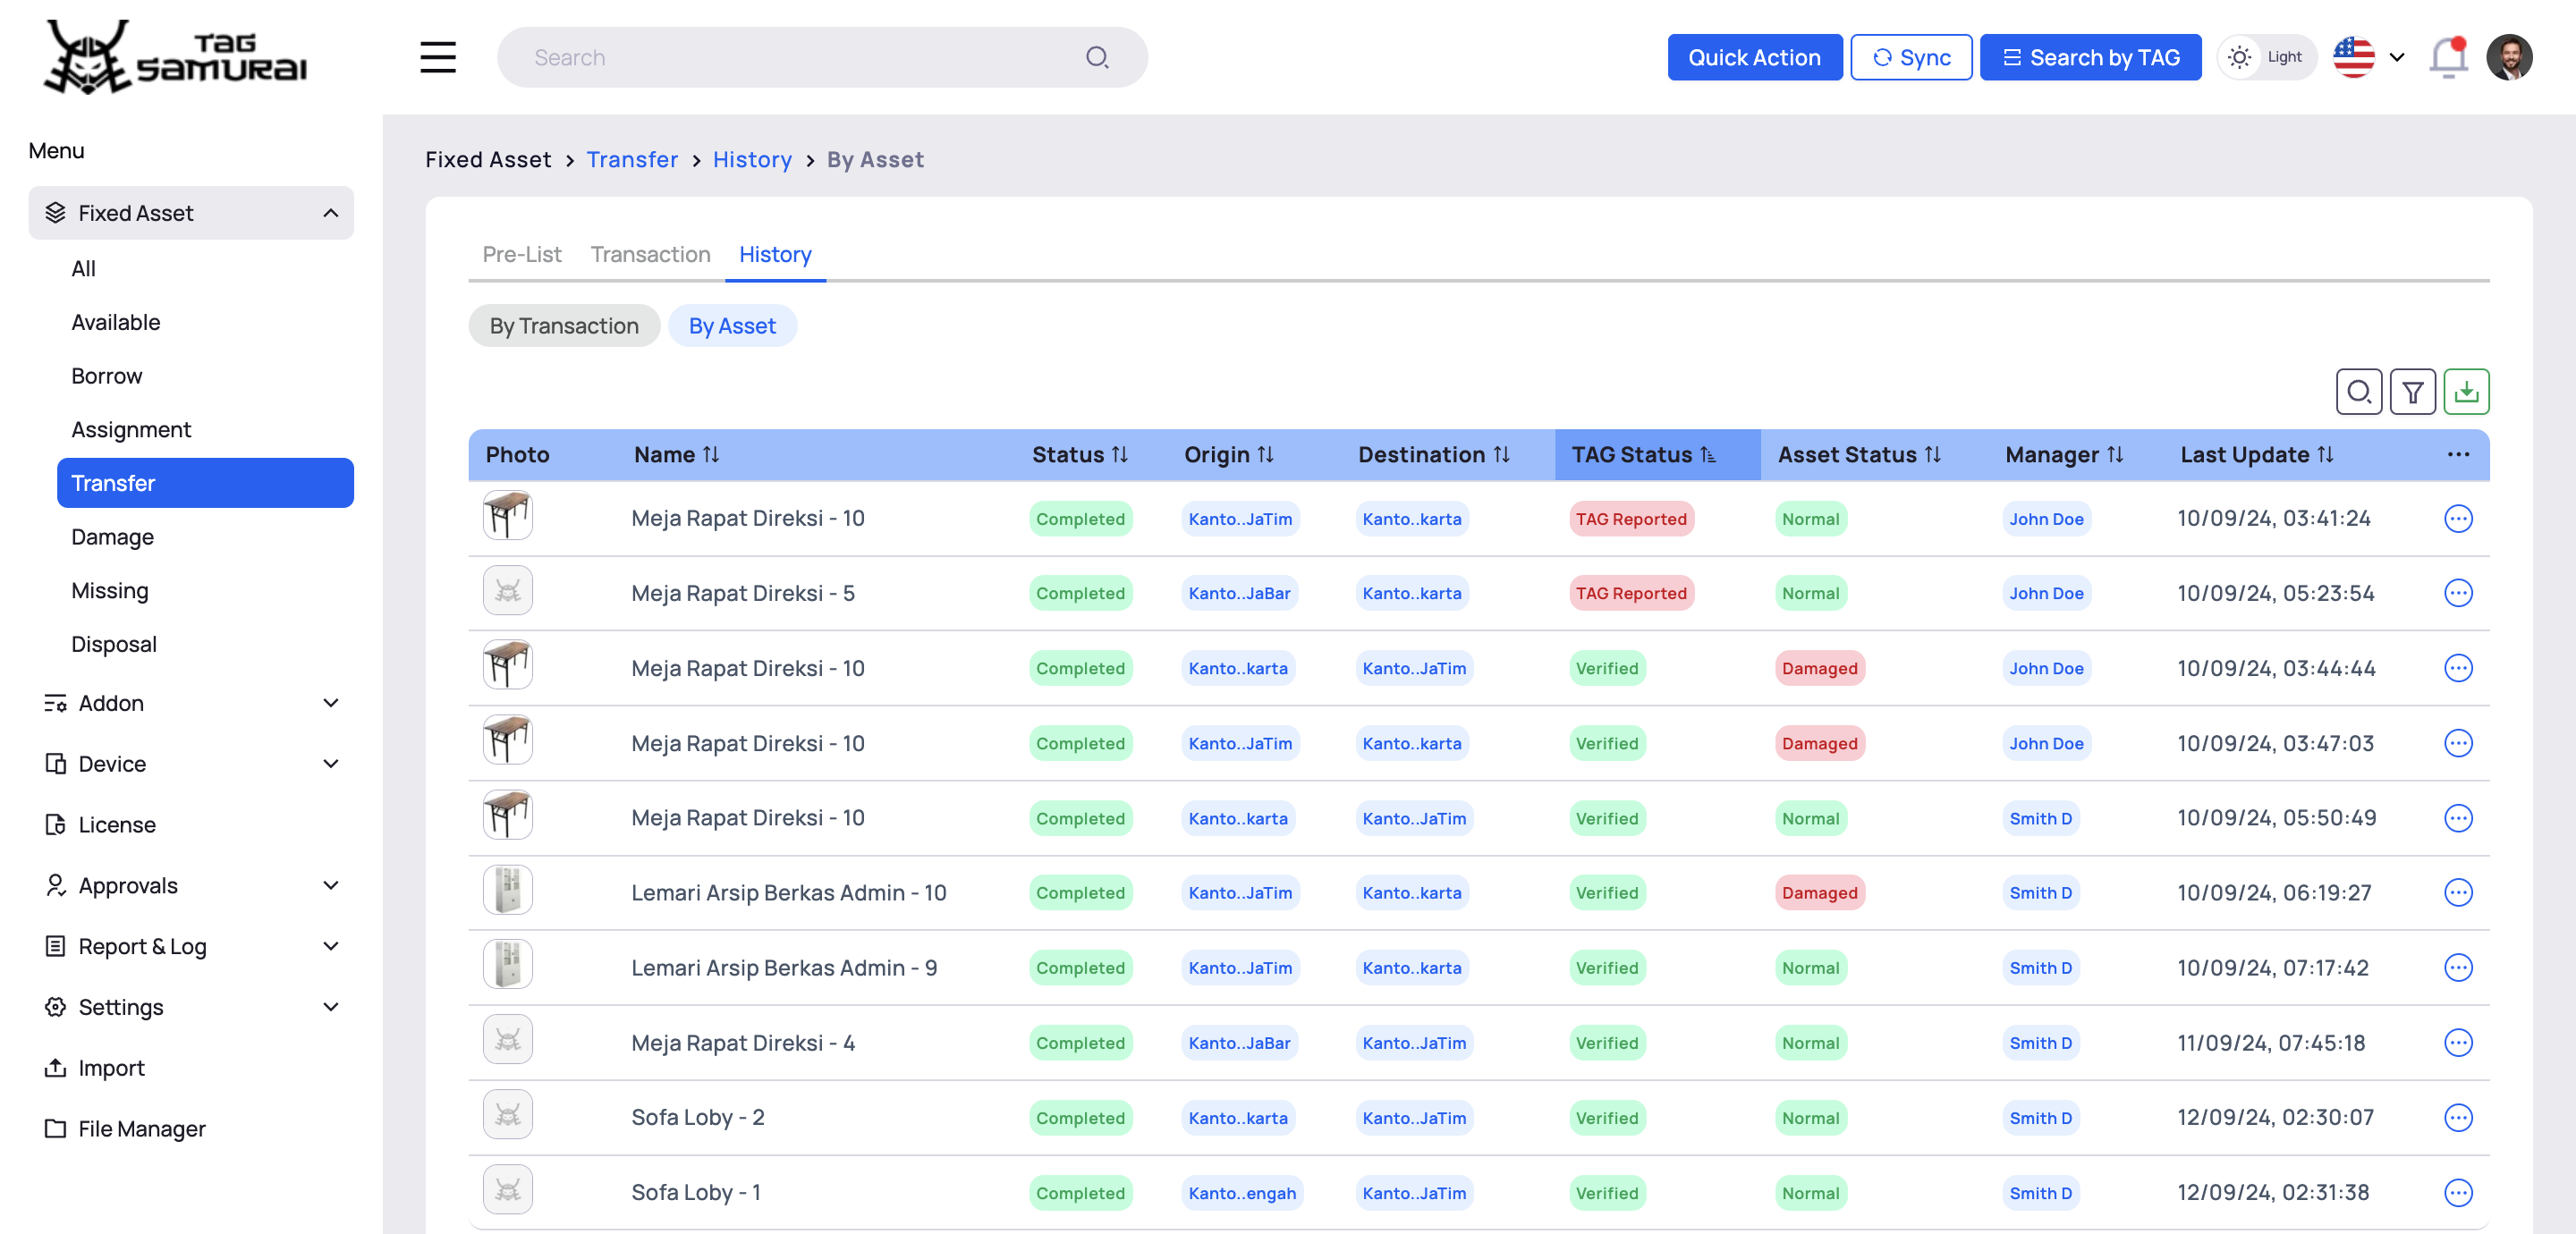 TAG
SAMURAI
Search
Quick Action
Sync
Search by TAG
Light
Menu
Fixed Asset
All
Available
Borrow
Assignment
Transfer
Damage
Missing
Disposal
Addon
Device
License
Approvals
Report & Log
Settings
Import
File Manager
Fixed Asset > Transfer > History > By Asset
Pre-List Transaction History
By Transaction By Asset
Photo Name Status Origin Destination TAG Status Asset Status Manager Last Update ...
Meja Rapat Direksi - 10 Completed Kanto..JaTim Kanto..karta TAG Reported Normal John Doe 10/09/24, 03:41:24
Meja Rapat Direksi - 5 Completed Kanto..JaBar Kanto..karta TAG Reported Normal John Doe 10/09/24, 05:23:54
Meja Rapat Direksi - 10 Completed Kanto..karta Kanto..JaTim Verified Damaged John Doe 10/09/24, 03:44:44
Meja Rapat Direksi - 10 Completed Kanto..JaTim Kanto..karta Verified Damaged John Doe 10/09/24, 03:47:03
Meja Rapat Direksi - 10 Completed Kanto..karta Kanto..JaTim Verified Normal Smith D 10/09/24, 05:50:49
Lemari Arsip Berkas Admin - 10 Completed Kanto..JaTim Kanto..karta Verified Damaged Smith D 10/09/24, 06:19:27
Lemari Arsip Berkas Admin - 9 Completed Kanto..JaTim Kanto..karta Verified Normal Smith D 10/09/24, 07:17:42
Meja Rapat Direksi - 4 Completed Kanto..JaBar Kanto..JaTim Verified Normal Smith D 11/09/24, 07:45:18
Sofa Loby - 2 Completed Kanto..karta Kanto..JaTim Verified Normal Smith D 12/09/24, 02:30:07
Sofa Loby - 1 Completed Kanto..engah Kanto..JaTim Verified Normal Smith D 12/09/24, 02:31:38